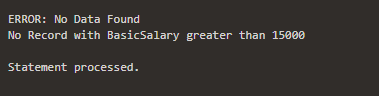 ERROR: No Data Found
No Record with BasicSalary greater than 15000
Statement processed.